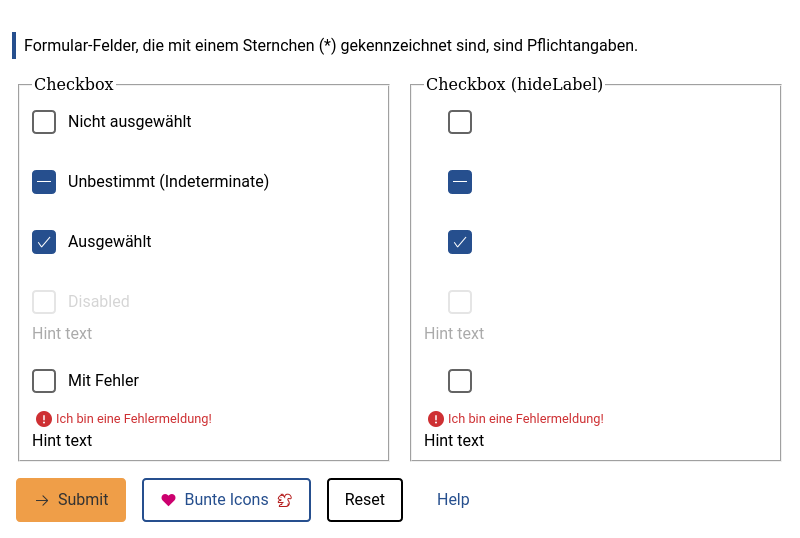 Formular-Felder, die mit einem Sternchen (*) gekennzeichnet sind, sind Pflichtangaben.
Checkbox
Nicht ausgewählt
Unbestimmt (Indeterminate)
Ausgewählt
Disabled
Hint text
Mit Fehler
Ich bin eine Fehlermeldung!
Hint text
Checkbox (hideLabel)
Hint text
Ich bin eine Fehlermeldung!
Hint text
Submit
Bunte Icons
Reset
Help